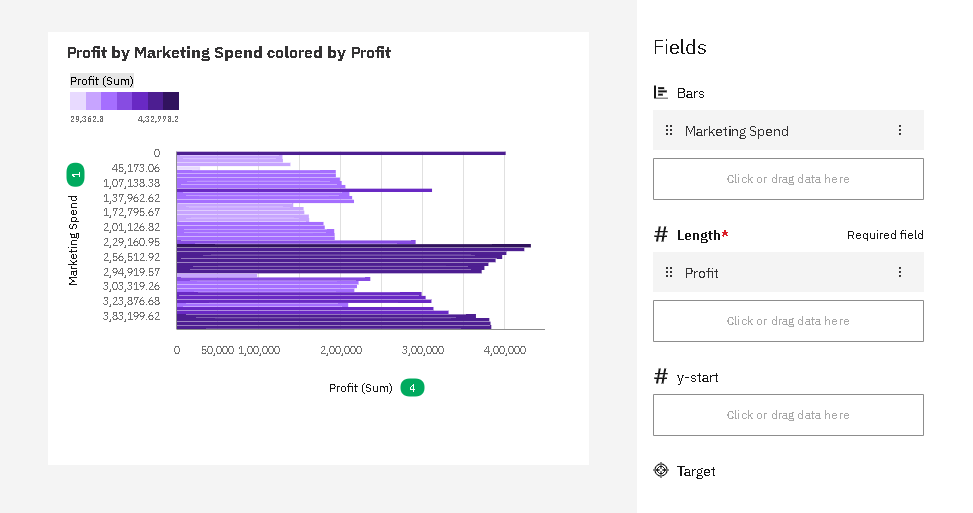 Profit by Marketing Spend colored by Profit
Profit (Sum)
29,362.8 4,32,998.2
Marketing Spend 1
0
45,173.06
1,07,138.38
1,37,962.62
1,72,795.67
2,01,126.82
2,29,160.95
2,56,512.92
2,94,919.57
3,03,319.26
3,23,876.68
3,83,199.62
0 50,000 1,00,000 2,00,000 3,00,000 4,00,000
Profit (Sum) 4
Fields
Bars
Marketing Spend
Click or drag data here
# Length* Required field
Profit
Click or drag data here
# y-start
Click or drag data here
Target